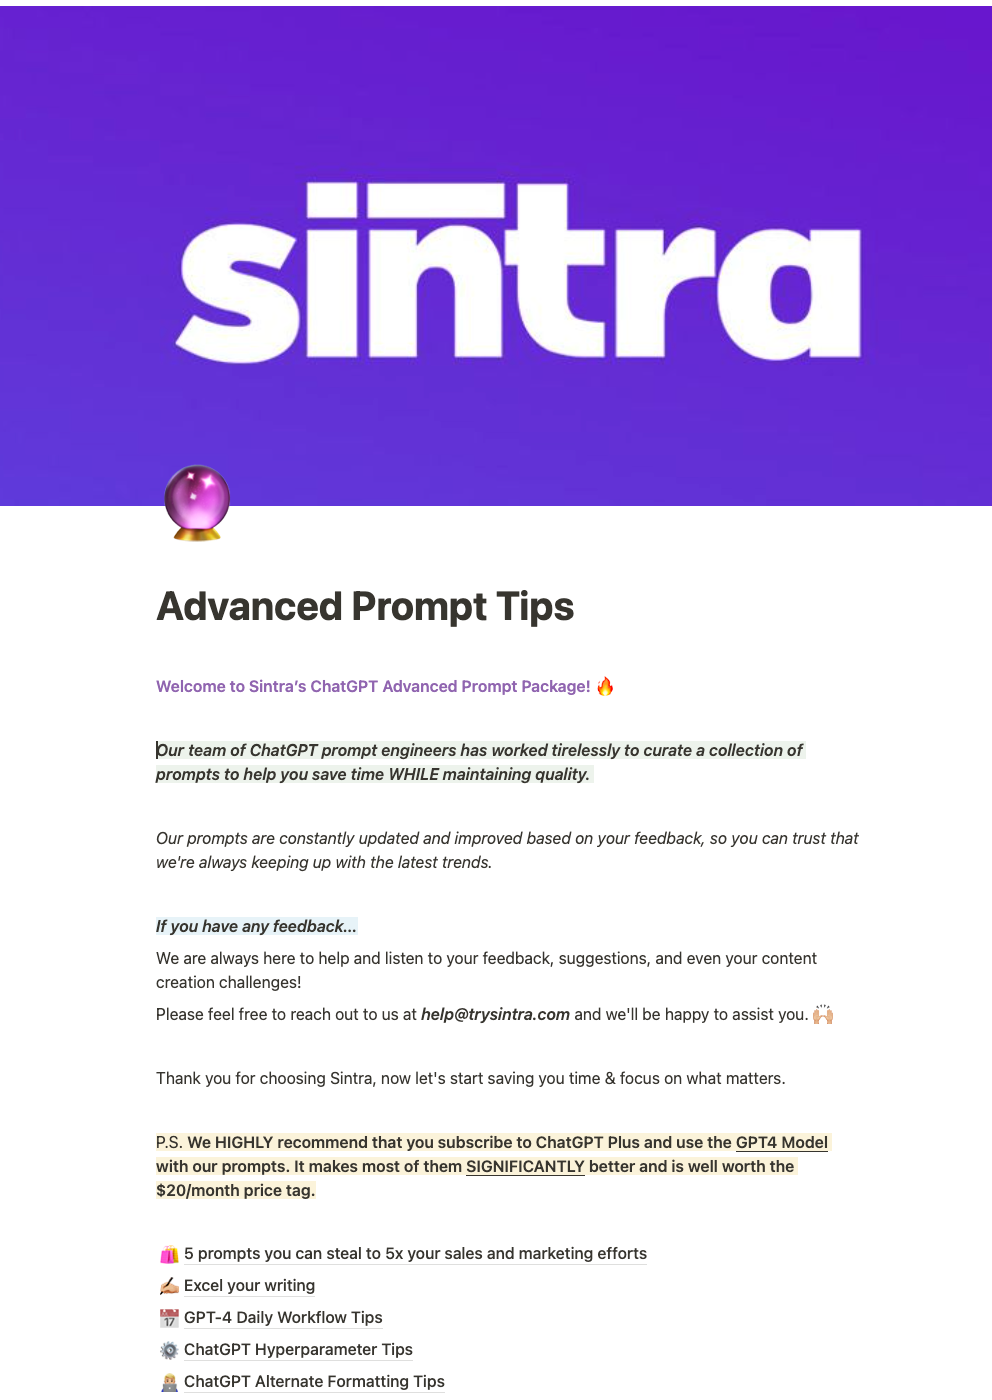 sintra
Advanced Prompt Tips
Welcome to Sintra’s ChatGPT Advanced Prompt Package! 🔥
Our team of ChatGPT prompt engineers has worked tirelessly to curate a collection of
prompts to help you save time WHILE maintaining quality.
Our prompts are constantly updated and improved based on your feedback, so you can trust that
we're always keeping up with the latest trends.
If you have any feedback…
We are always here to help and listen to your feedback, suggestions, and even your content
creation challenges!
Please feel free to reach out to us at help@trysintra.com and we'll be happy to assist you. 🙌🏼
Thank you for choosing Sintra, now let's start saving you time & focus on what matters.
P.S. We HIGHLY recommend that you subscribe to ChatGPT Plus and use the GPT4 Model
with our prompts. It makes most of them SIGNIFICANTLY better and is well worth the
$20/month price tag.
🛍️ 5 prompts you can steal to 5x your sales and marketing efforts
✍🏼 Excel your writing
📅 GPT-4 Daily Workflow Tips
⚙️ ChatGPT Hyperparameter Tips
🧑🏼‍💻 ChatGPT Alternate Formatting Tips